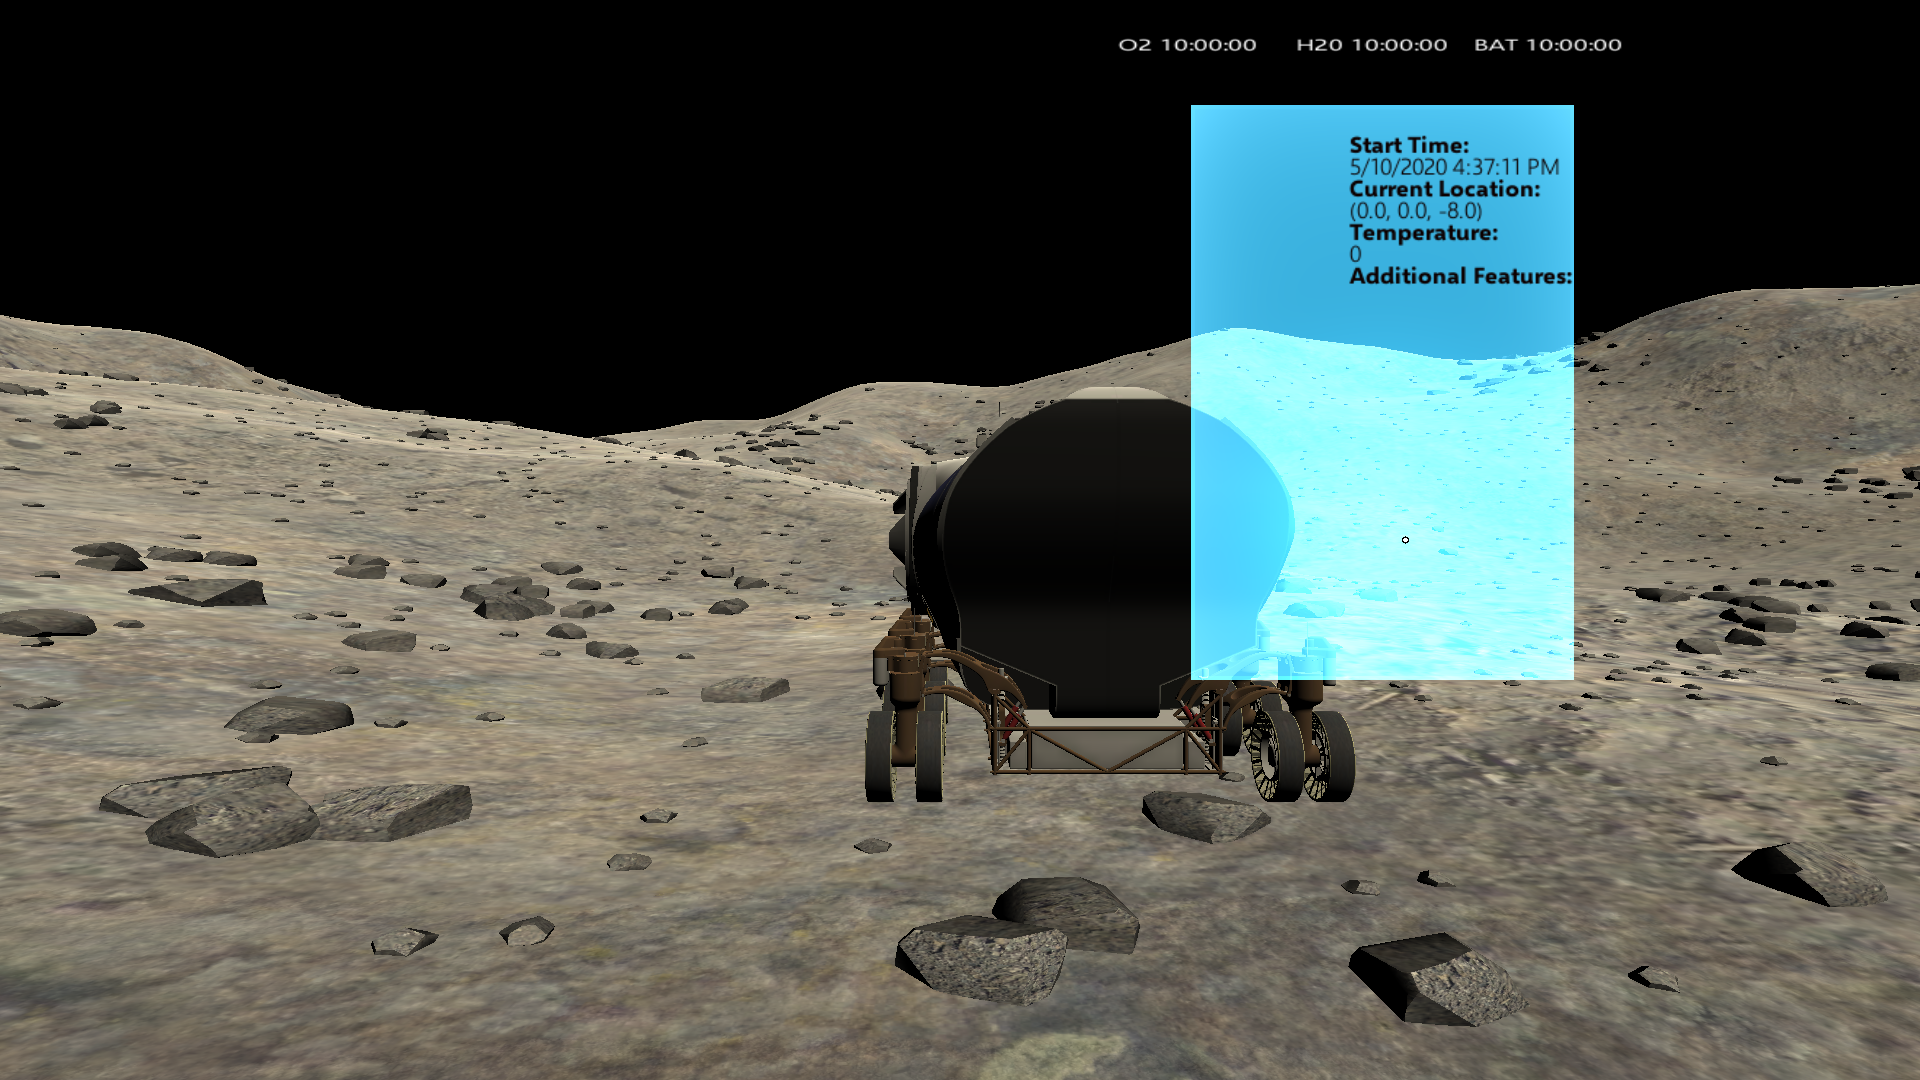 O2 10:00:00 H20 10:00:00 BAT 10:00:00
Start Time:
5/10/2020 4:37:11 PM
Current Location:
(0.0, 0.0, -8.0)
Temperature:
0
Additional Features: